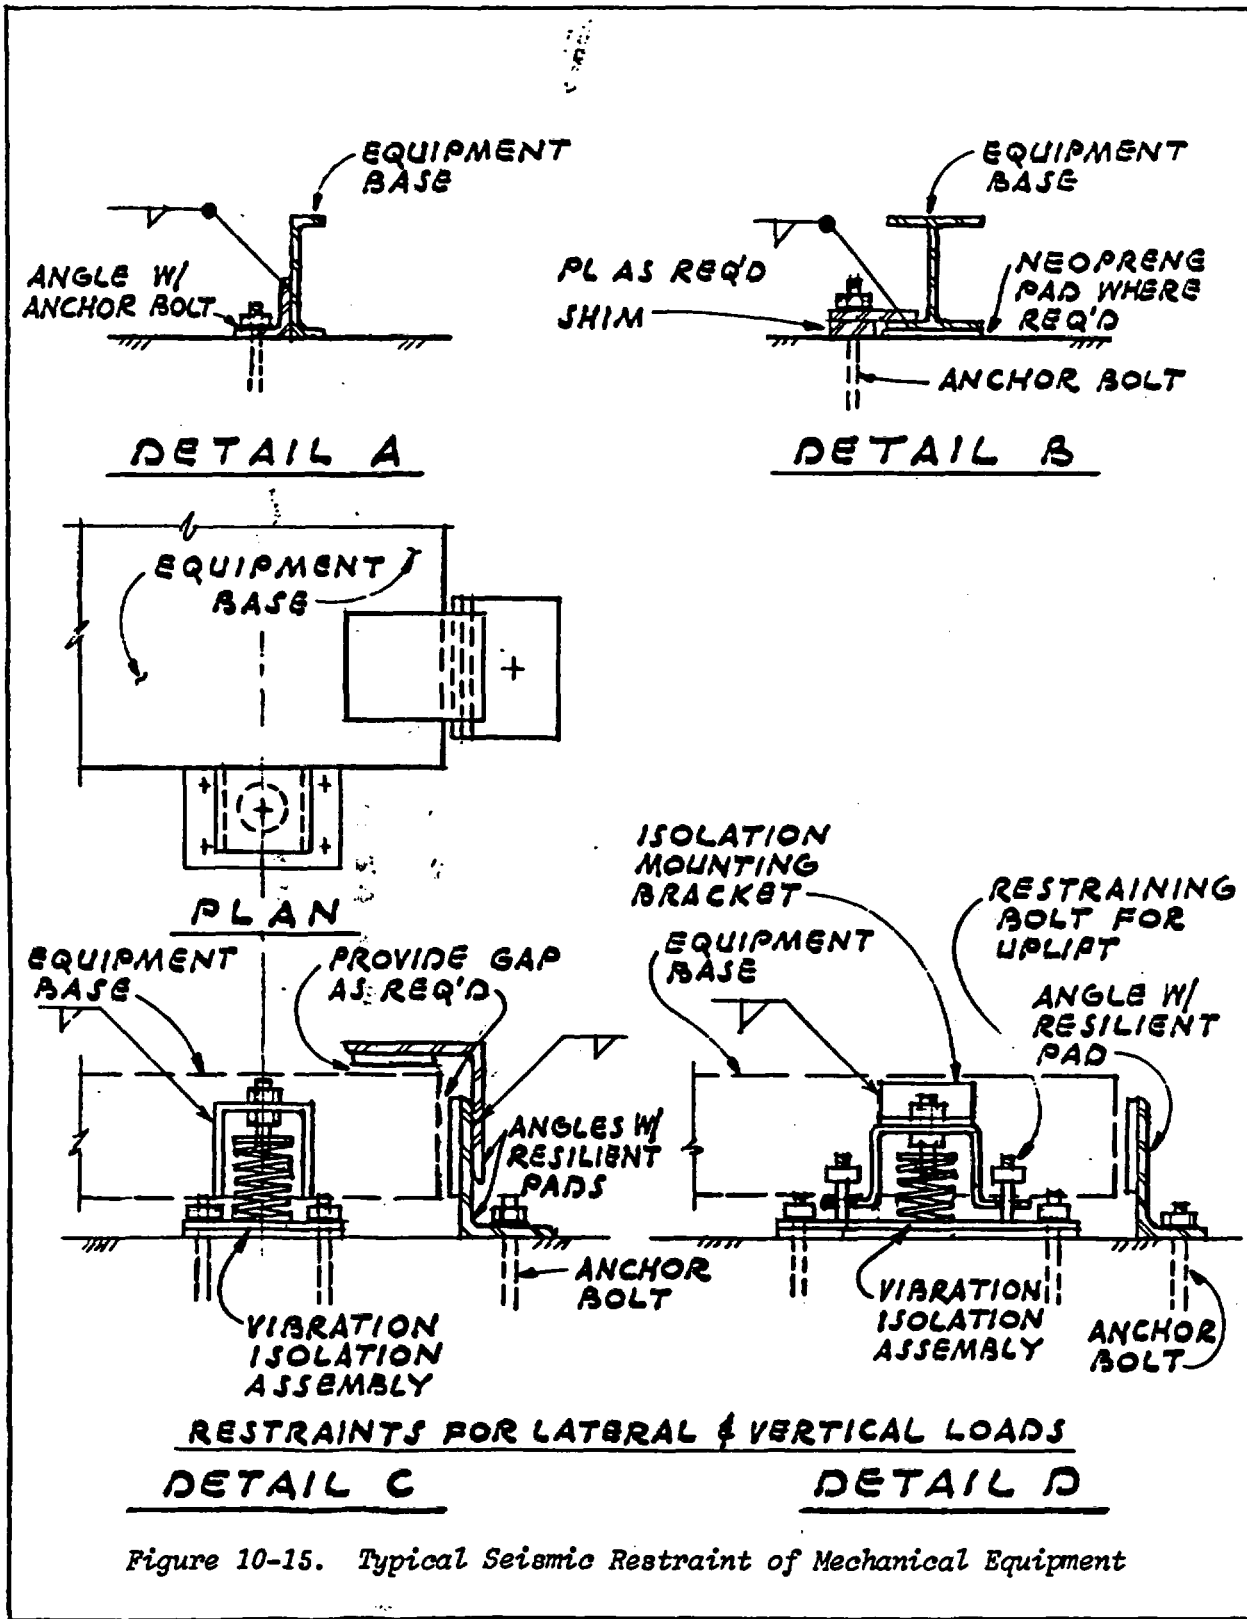 EQUIPMENT
BASE
ANGLE W/
ANCHOR BOLT
DETAIL A
EQUIPMENT
BASE
PL AS REQ'D
SHIM
NEOPRENE
PAD WHERE
REQ'D
ANCHOR BOLT
DETAIL B
EQUIPMENT
BASE
PLAN
EQUIPMENT
BASE
PROVIDE GAP
AS REQ'D
ANGLES W/
RESILIENT
PADS
ANCHOR
BOLT
VIBRATION
ISOLATION
ASSEMBLY
ISOLATION
MOUNTING
BRACKET
EQUIPMENT
BASE
RESTRAINING
BOLT FOR
UPLIFT
ANGLE W/
RESILIENT
PAD
VIBRATION
ISOLATION
ASSEMBLY
ANCHOR
BOLT
RESTRAINTS FOR LATERAL & VERTICAL LOADS
DETAIL C
DETAIL D
Figure 10-15. Typical Seismic Restraint of Mechanical Equipment